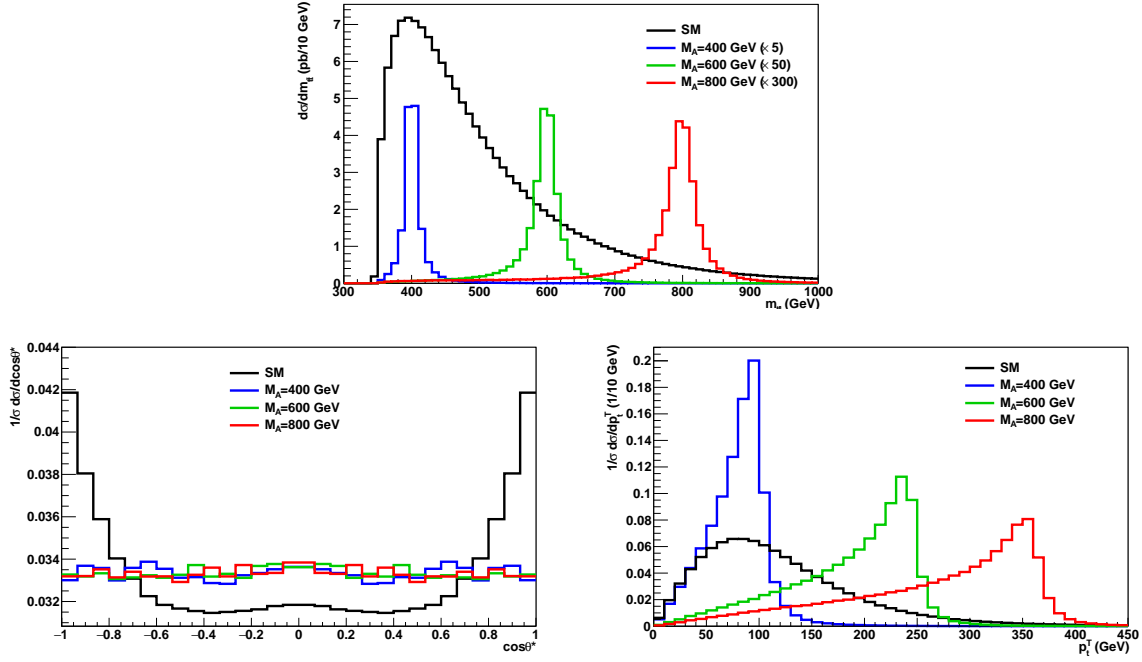 dσ/dm_tt̄ (pb/10 GeV)
7
6
5
4
3
2
1
0
SM
M_A=400 GeV (× 5)
M_A=600 GeV (× 50)
M_A=800 GeV (× 300)
300 400 500 600 700 800 900 1000
(GeV)
1/σ dσ/dcosθ*
0.044
0.042
0.04
0.038
0.036
0.034
0.032
SM
M_A=400 GeV
M_A=600 GeV
M_A=800 GeV
−1 −0.8 −0.6 −0.4 −0.2 0 0.2 0.4 0.6 0.8 1
cosθ*
1/σ dσ/dp_t^T (1/10 GeV)
0.2
0.18
0.16
0.14
0.12
0.1
0.08
0.06
0.04
0.02
0
SM
M_A=400 GeV
M_A=600 GeV
M_A=800 GeV
0 50 100 150 200 250 300 350 400 450
p_t^T (GeV)